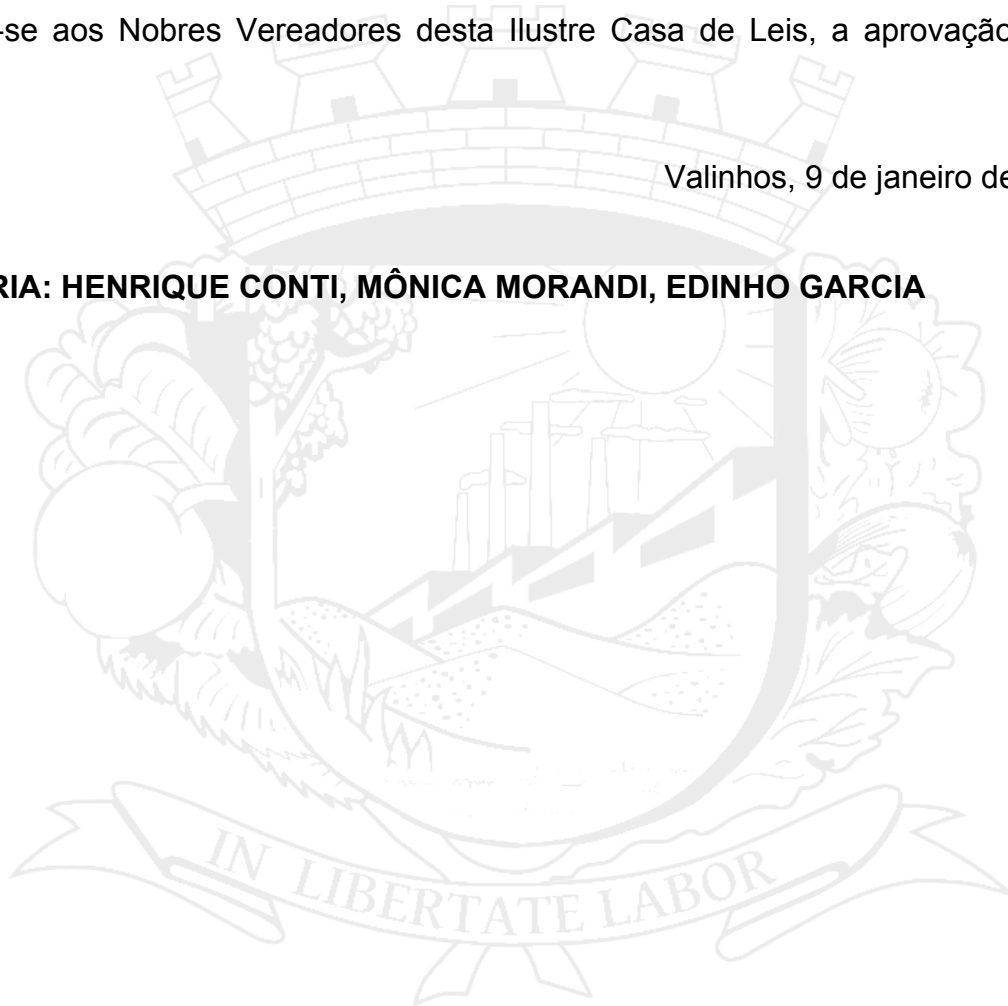 -se aos Nobres Vereadores desta Ilustre Casa de Leis, a aprovação
Valinhos, 9 de janeiro de
RIA: HENRIQUE CONTI, MÔNICA MORANDI, EDINHO GARCIA
IN LIBERTATE LABOR